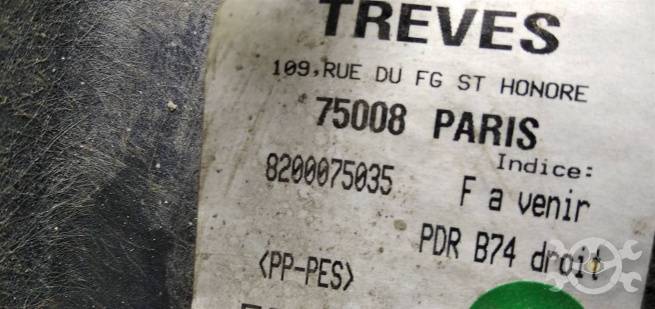 TREVES
109,RUE DU FG ST HONORE
75008 PARIS
Indice:
8200075035
F a venir
PDR B74 droit
<PP-PES>